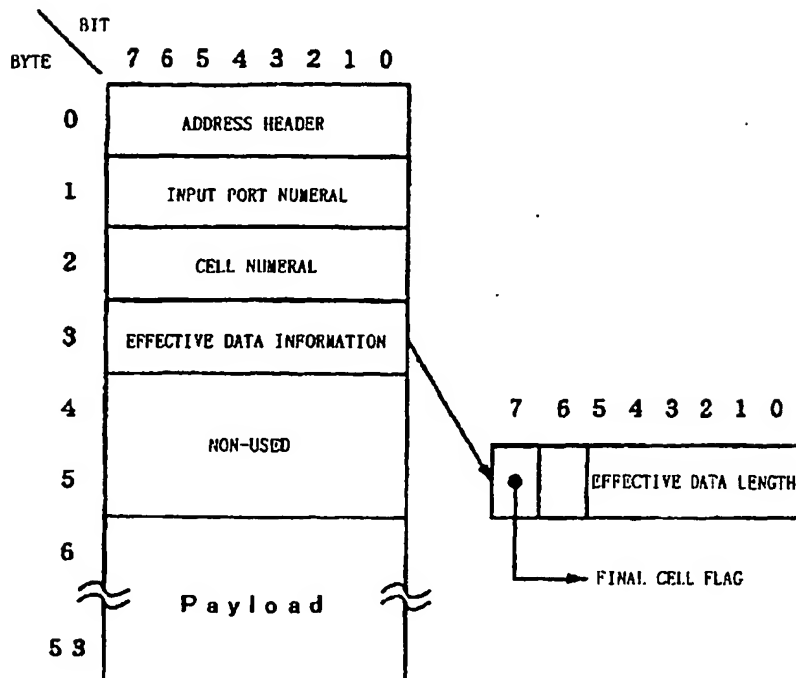 BIT
BYTE
7 6 5 4 3 2 1 0
0
ADDRESS HEADER
1
INPUT PORT NUMERAL
2
CELL NUMERAL
3
EFFECTIVE DATA INFORMATION
4
NON-USED
5
7 6 5 4 3 2 1 0
EFFECTIVE DATA LENGTH
6
FINAL CELL FLAG
Payload
53